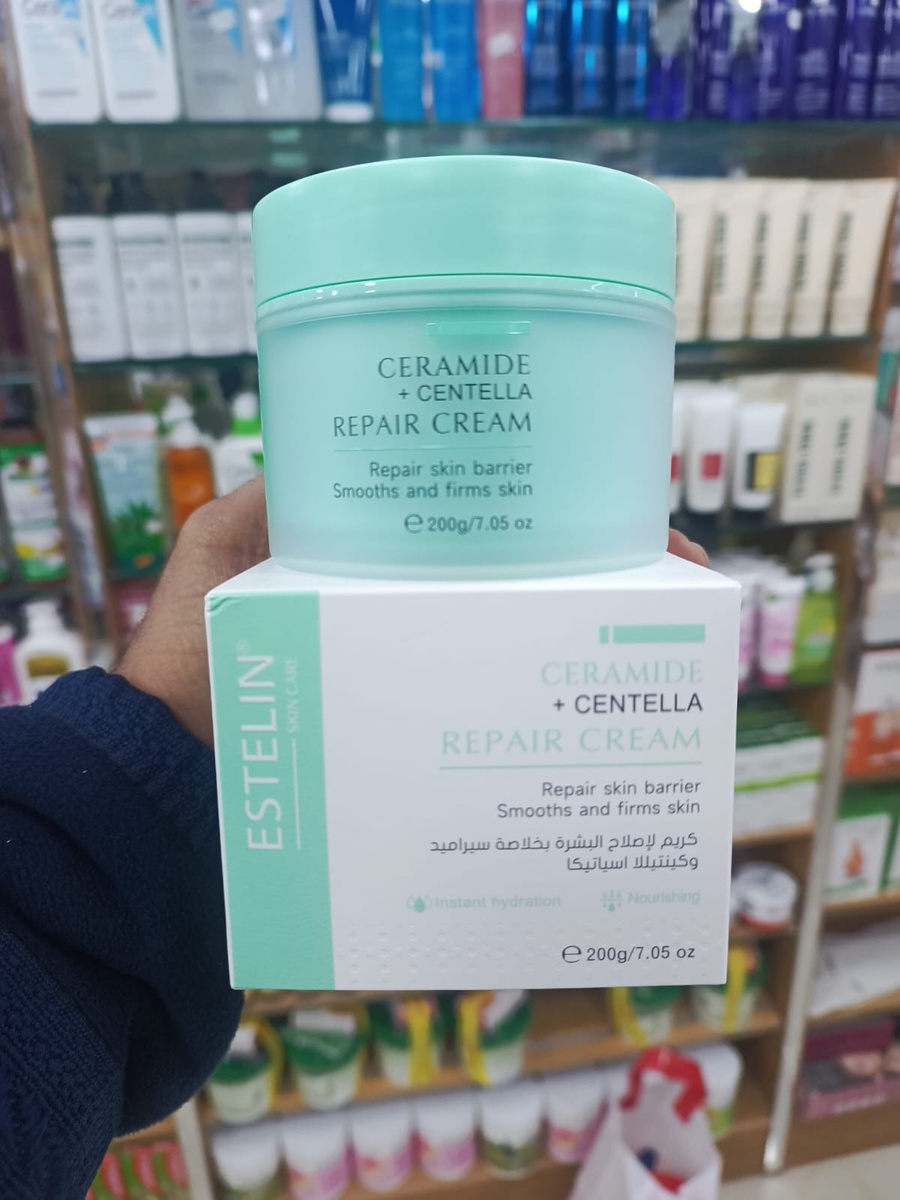 CERAMIDE
+ CENTELLA
REPAIR CREAM
Repair skin barrier
Smooths and firms skin
℮ 200g/7.05 oz
ESTELIN®
SKIN CARE
CERAMIDE
+ CENTELLA
REPAIR CREAM
Repair skin barrier
Smooths and firms skin
كريم لإصلاح البشرة بخلاصة سيراميد
وكينتيللا اسياتيكا
Instant hydration
Nourishing
℮ 200g/7.05 oz